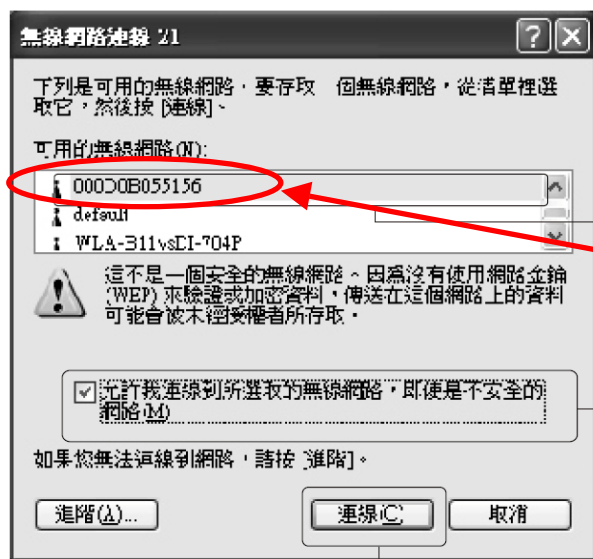 無線網路連線 21
下列是可用的無線網路。要存取 個無線網路，從清單裡選
取它，然後按 [連線]。
可用的無線網路(N):
000D0B055156
default
WLA-B11vsDI-704P
這不是一個安全的無線網路。因為沒有使用網路金鑰
(WEP) 來驗證或加密資料，傳送在這個網路上的資料
可能會被未經授權者所存取。
允許我連線到所選取的無線網路，即使是不安全的
網路(M)
如果您無法連線到網路，請按 [進階]。
進階(A)...
連線(C)
取消